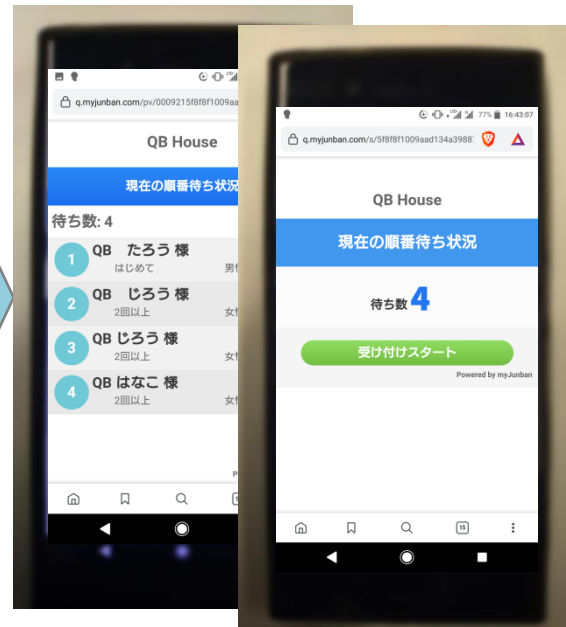 q.myjunban.com/pv/0009215f8f8f1009aa
QB House
現在の順番待ち状況
待ち数: 4
1
QB たろう 様
はじめて
男性
2
QB じろう 様
2回以上
女性
3
QB じろう 様
2回以上
4
QB はなこ 様
2回以上
77% 16:43:07
q.myjunban.com/s/5f8f8f1009aad134a3988
QB House
現在の順番待ち状況
待ち数 4
受け付けスタート
Powered by myJunban
15